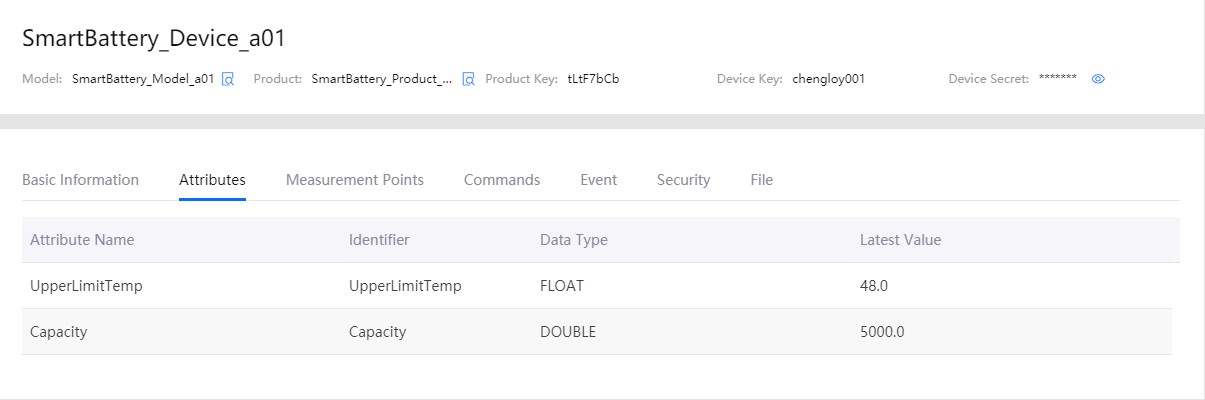 SmartBattery_Device_a01
Model: SmartBattery_Model_a01 Product: SmartBattery_Product_... Product Key: tLtF7bCb Device Key: chengloy001 Device Secret: *******
Basic Information Attributes Measurement Points Commands Event Security File
Attribute Name Identifier Data Type Latest Value
UpperLimitTemp UpperLimitTemp FLOAT 48.0
Capacity Capacity DOUBLE 5000.0